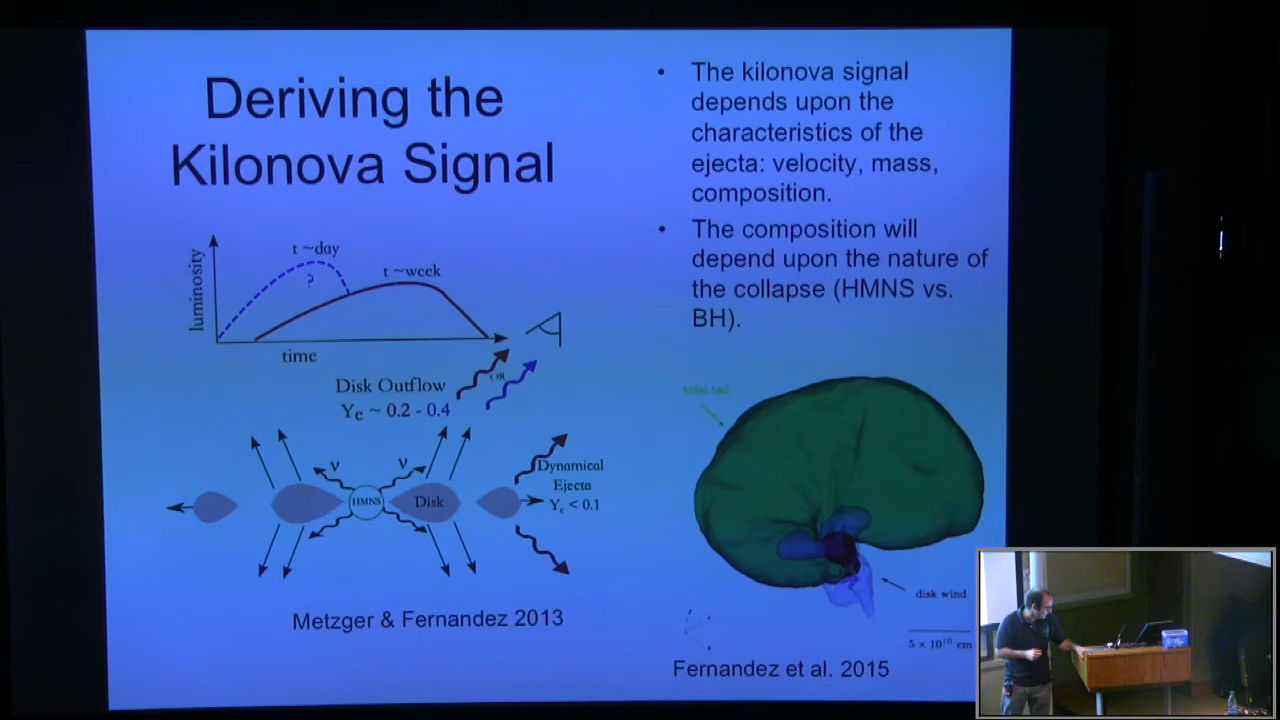 Deriving the
Kilonova Signal
luminosity
t ~day
?
t ~week
time
Disk Outflow
Ye ~ 0.2 - 0.4
OR
ν
ν
HMNS
Disk
Dynamical
Ejecta
Ye < 0.1
Metzger & Fernandez 2013
• The kilonova signal
depends upon the
characteristics of the
ejecta: velocity, mass,
composition.
• The composition will
depend upon the nature of
the collapse (HMNS vs.
BH).
tidal tail
disk wind
5 × 10¹⁰ cm
Fernandez et al. 2015